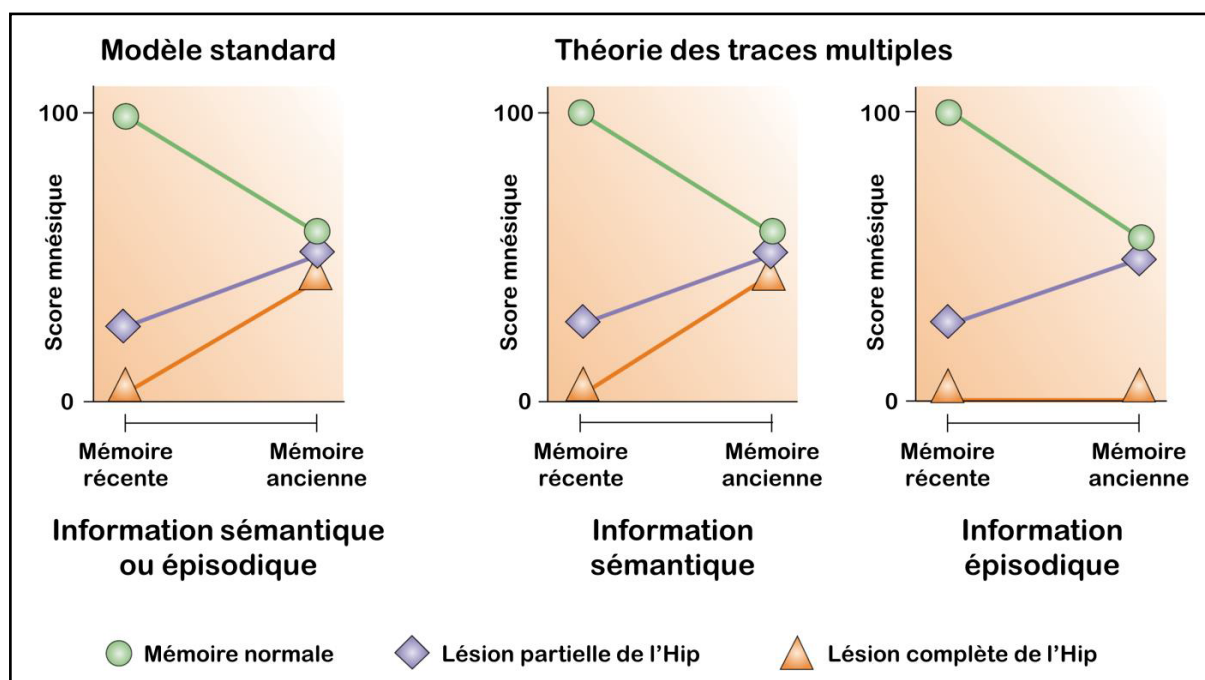 Modèle standard
Théorie des traces multiples
100
Score mnésique
0
Mémoire récente
Mémoire ancienne
Information sémantique
ou épisodique
100
Score mnésique
0
Mémoire récente
Mémoire ancienne
Information
sémantique
100
Score mnésique
0
Mémoire récente
Mémoire ancienne
Information
épisodique
Mémoire normale
Lésion partielle de l’Hip
Lésion complète de l’Hip